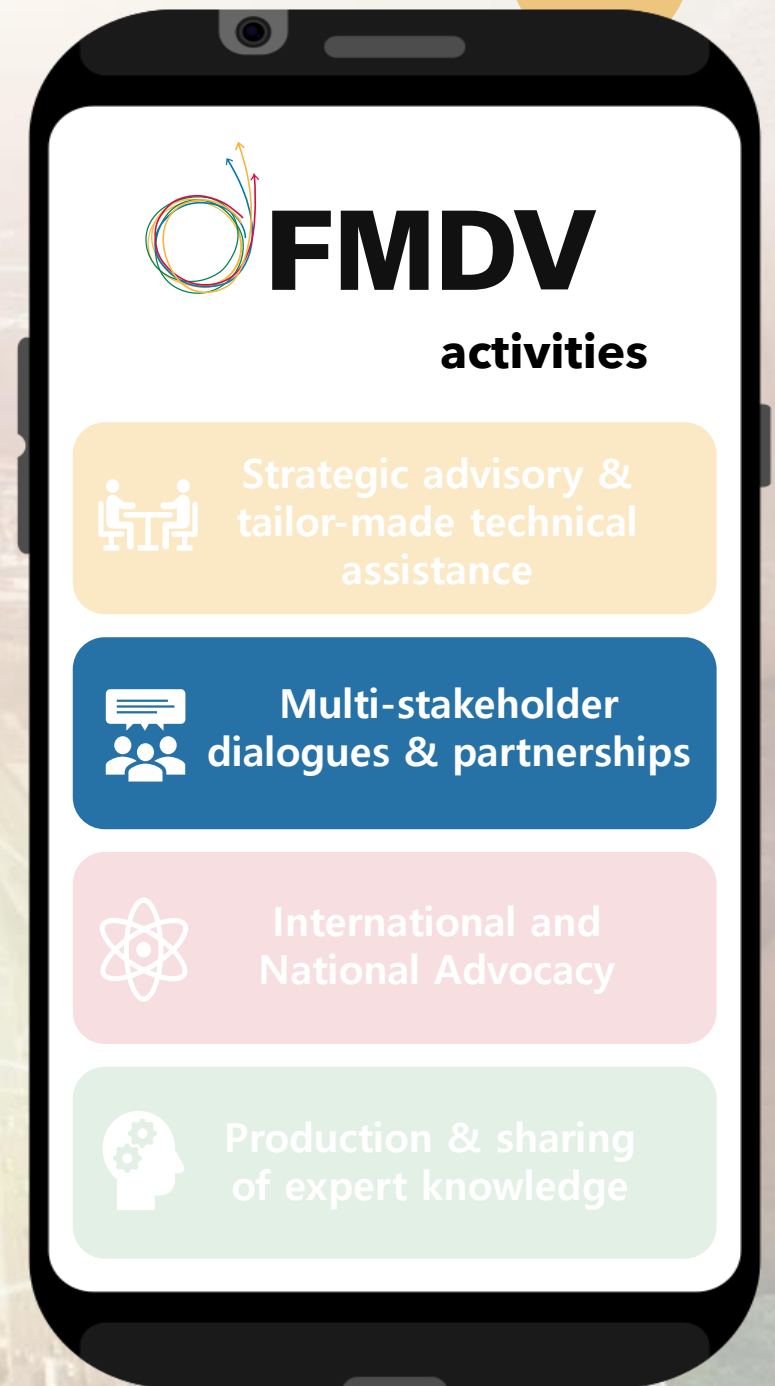 FMDV
activities
Strategic advisory &
tailor-made technical
assistance
Multi-stakeholder
dialogues & partnerships
International and
National Advocacy
Production & sharing
of expert knowledge